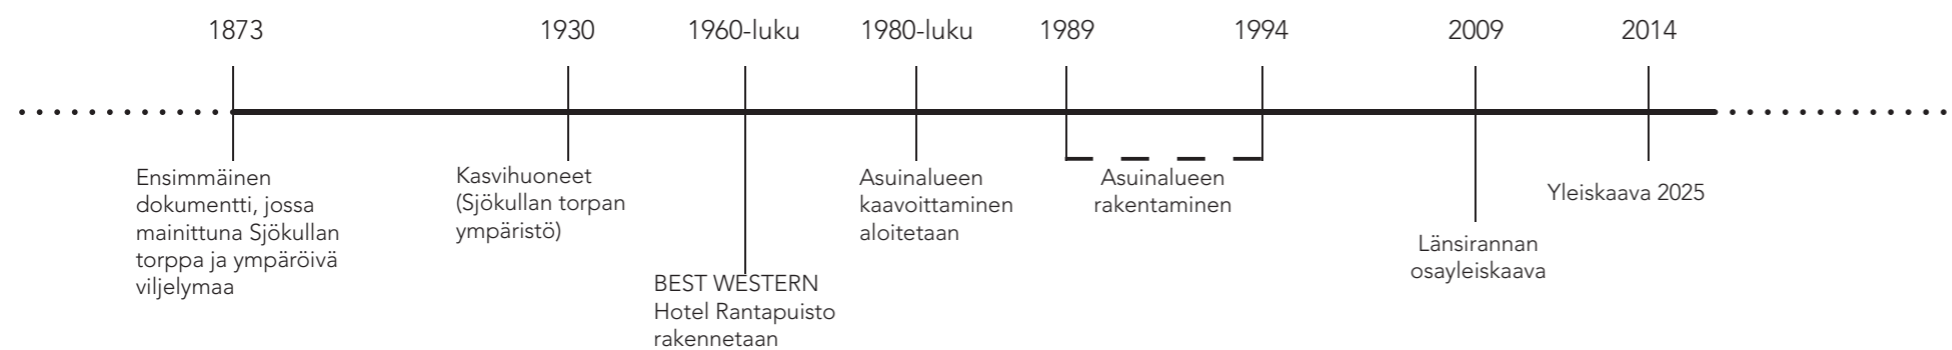 1873
1930
1960-luku
1980-luku
1989
1994
2009
2014
Ensimmäinen
dokumentti, jossa
mainittuna Sjökullan
torppa ja ympäröivä
viljelymaa
Kasvihuoneet
(Sjökullan torpan
ympäristö)
BEST WESTERN
Hotel Rantapuisto
rakennetaan
Asuinalueen
kaavoittaminen
aloitetaan
Asuinalueen
rakentaminen
Länsirannan
osayleiskaava
Yleiskaava 2025